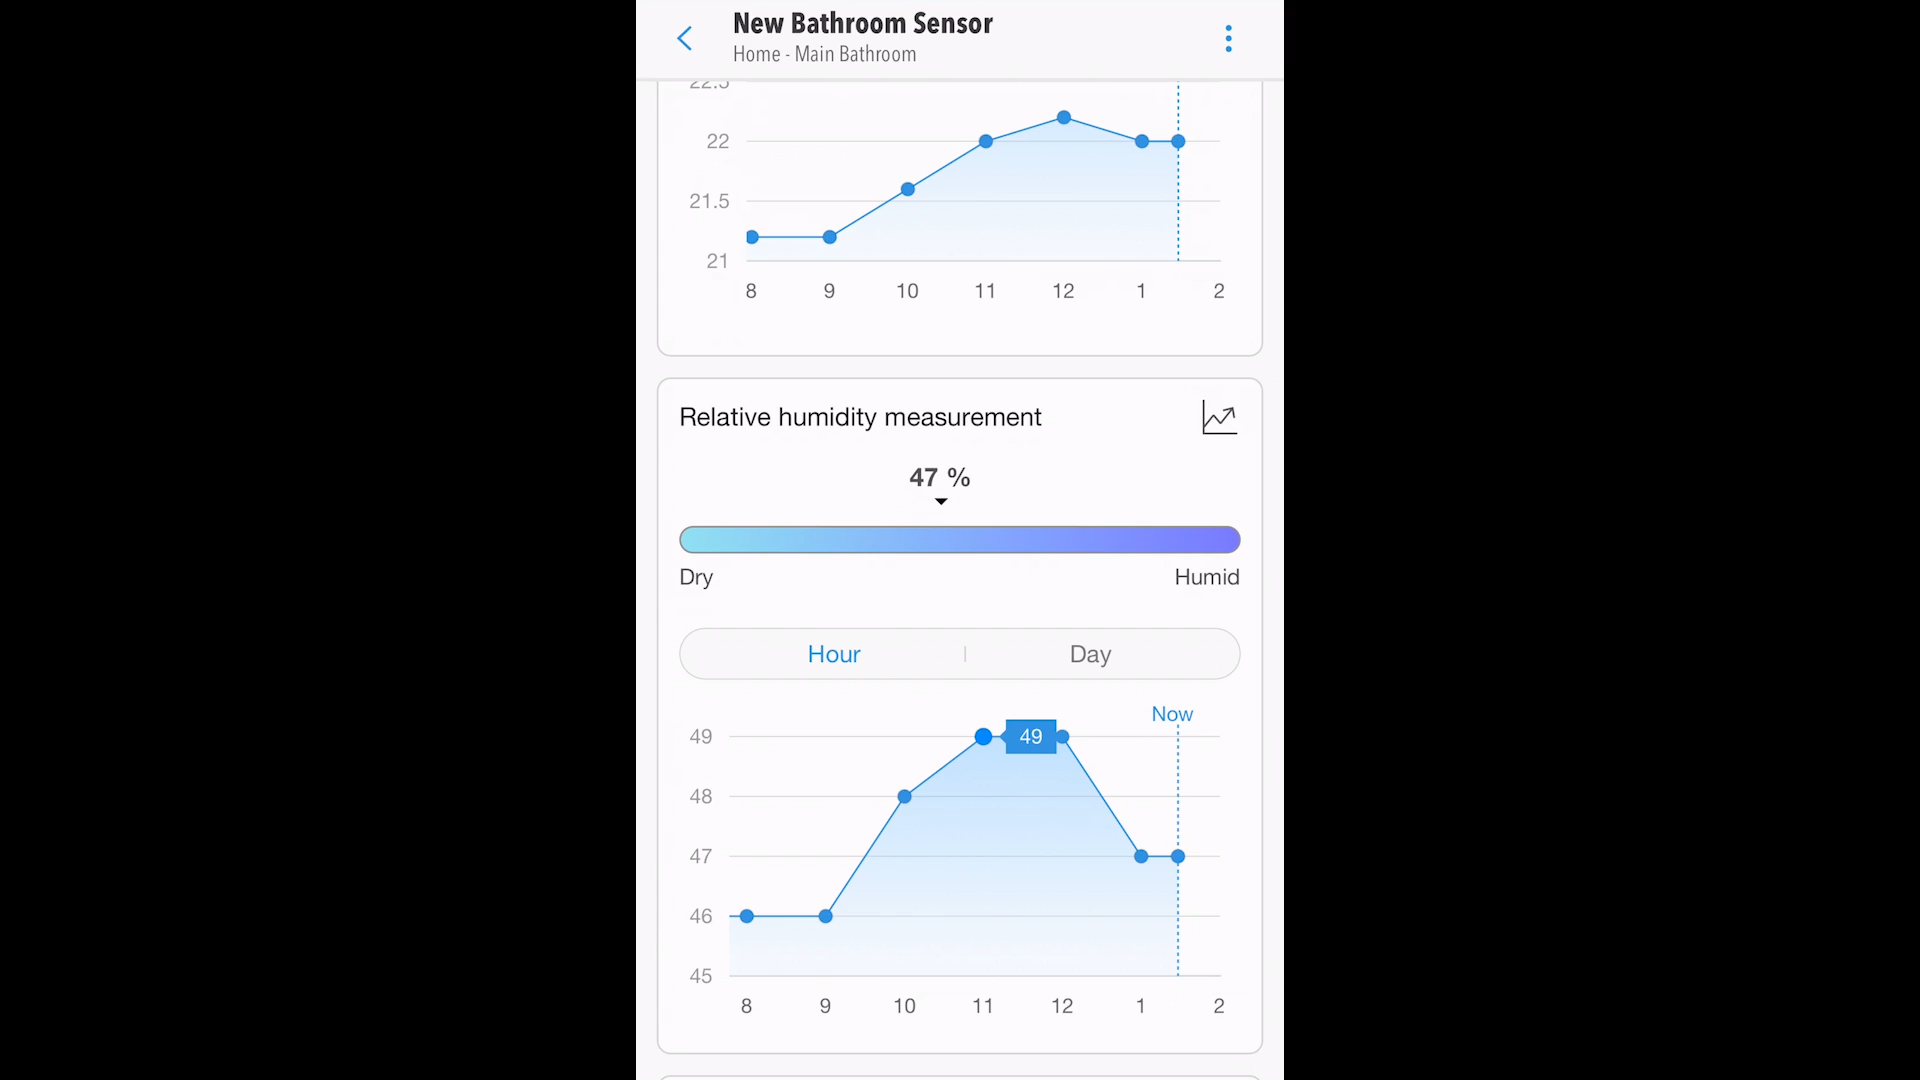 New Bathroom Sensor
Home - Main Bathroom
22.5
22
21.5
21
8 9 10 11 12 1 2
Relative humidity measurement
47 %
Dry Humid
Hour Day
Now
49 49
48
47
46
45
8 9 10 11 12 1 2